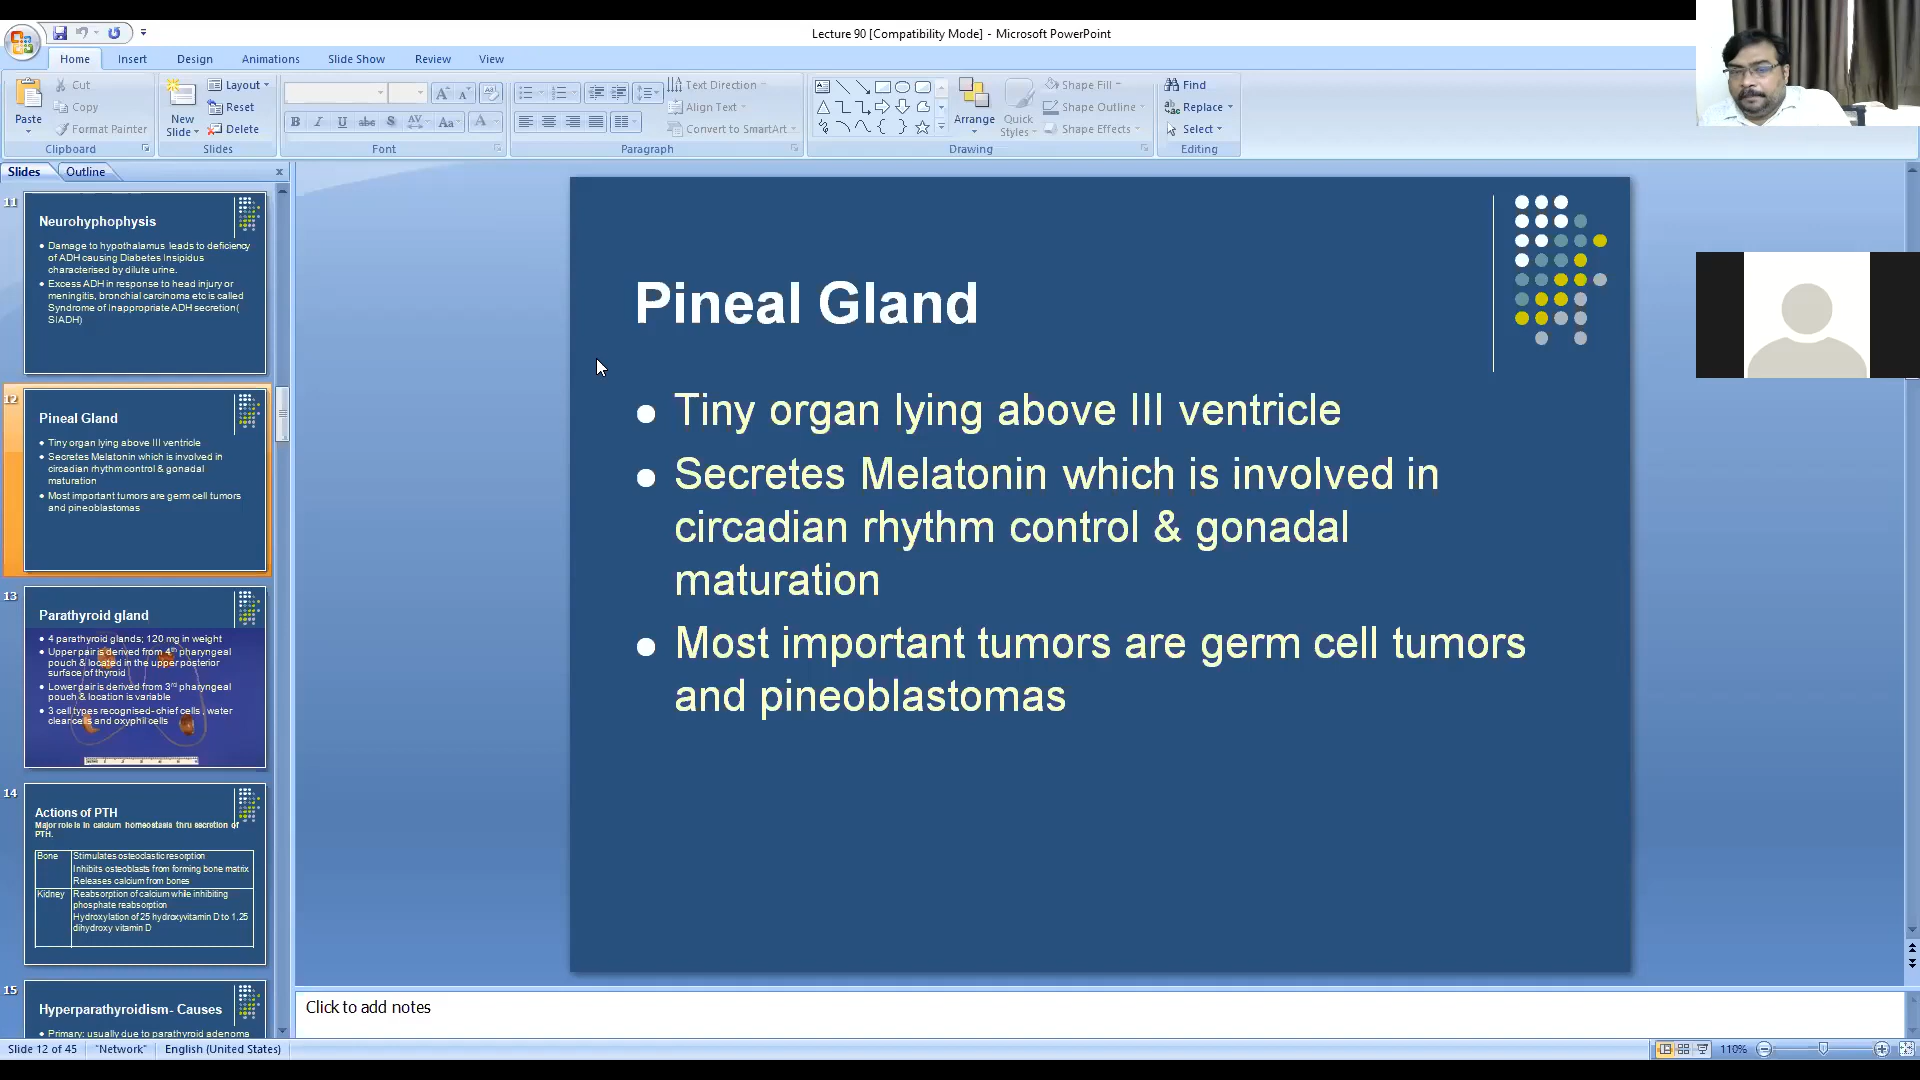 Lecture 90 [Compatibility Mode] - Microsoft PowerPoint
Home Insert Design Animations Slide Show Review View
Paste
Cut
Copy
Format Painter
Clipboard
New
Slide
Layout
Reset
Delete
Slides
B I U abc S AV Aa A
Font
Text Direction
Align Text
Convert to SmartArt
Paragraph
Arrange
Quick
Styles
Shape Fill
Shape Outline
Shape Effects
Drawing
Find
Replace
Select
Editing
Slides Outline
11
Neurohyphophysis
Damage to hypothalamus leads to deficiency
of ADH causing Diabetes Insipidus
characterised by dilute urine.
Excess ADH in response to head injury or
meningitis, bronchial carcinoma etc is called
Syndrome of Inappropriate ADH secretion(
SIADH)
12
Pineal Gland
Tiny organ lying above III ventricle
Secretes Melatonin which is involved in
circadian rhythm control & gonadal
maturation
Most important tumors are germ cell tumors
and pineoblastomas
13
Parathyroid gland
4 parathyroid glands; 120 mg in weight
Upper pair is derived from 4th pharyngeal
pouch & located in the upper posterior
surface of thyroid
Lower pair is derived from 3rd pharyngeal
pouch & location is variable
3 cell types recognised- chief cells, water
clear cells and oxyphil cells
14
Actions of PTH
Major role is in calcium homeostasis thru secretion of
PTH.
Bone Stimulates osteoclastic resorption
Inhibits osteoblasts from forming bone matrix
Releases calcium from bones
Kidney Reabsorption of calcium while inhibiting
phosphate reabsorption
Hydroxylation of 25 hydroxyvitamin D to 1,25
dihydroxy vitamin D
15
Hyperparathyroidism- Causes
Primary: usually due to parathyroid adenoma
Pineal Gland
Tiny organ lying above III ventricle
Secretes Melatonin which is involved in
circadian rhythm control & gonadal
maturation
Most important tumors are germ cell tumors
and pineoblastomas
Click to add notes
Slide 12 of 45 "Network" English (United States) 110%